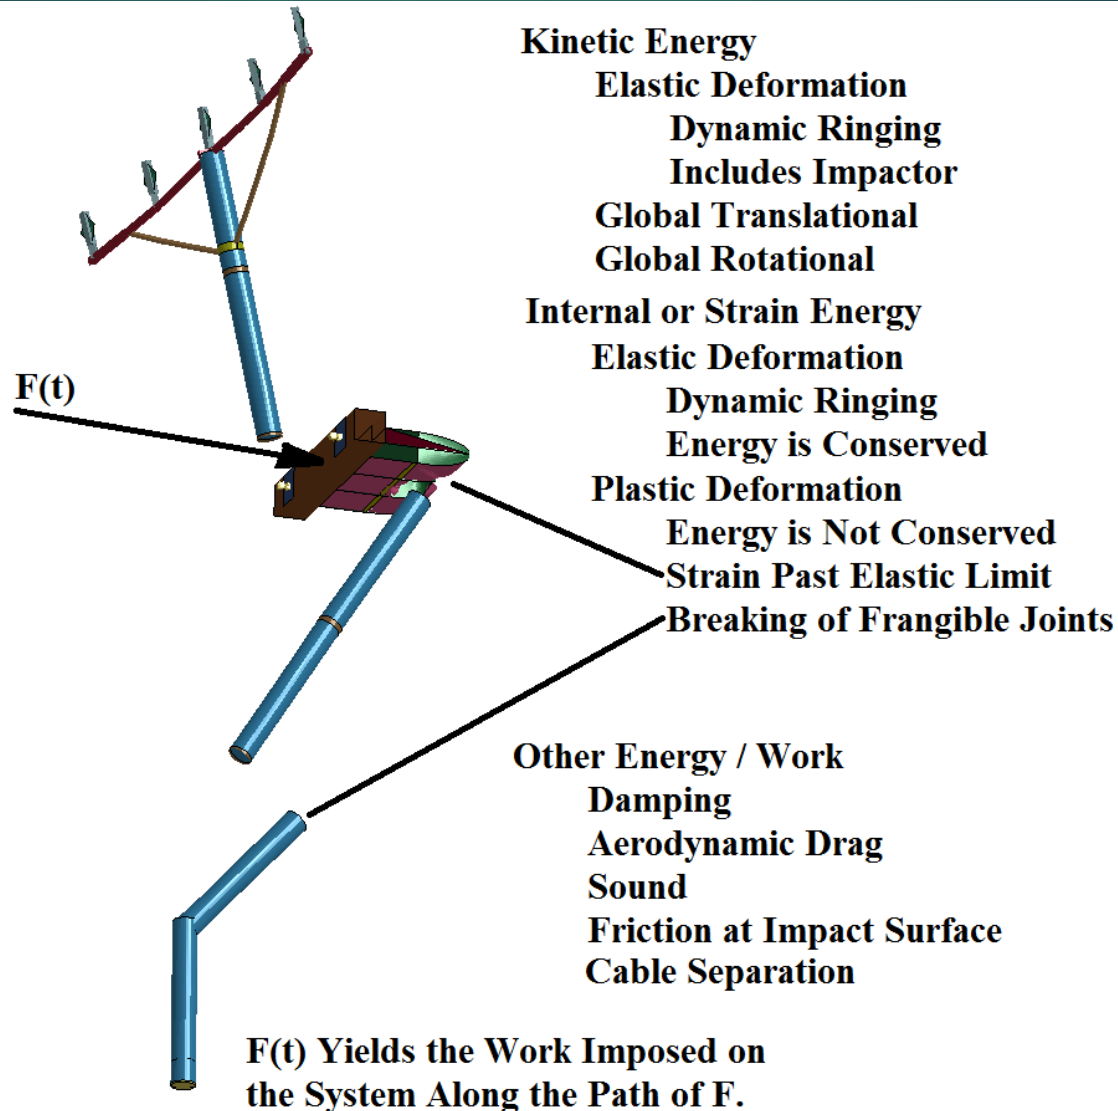 Kinetic Energy
Elastic Deformation
Dynamic Ringing
Includes Impactor
Global Translational
Global Rotational
Internal or Strain Energy
Elastic Deformation
Dynamic Ringing
Energy is Conserved
Plastic Deformation
Energy is Not Conserved
Strain Past Elastic Limit
Breaking of Frangible Joints
F(t)
Other Energy / Work
Damping
Aerodynamic Drag
Sound
Friction at Impact Surface
Cable Separation
F(t) Yields the Work Imposed on
the System Along the Path of F.